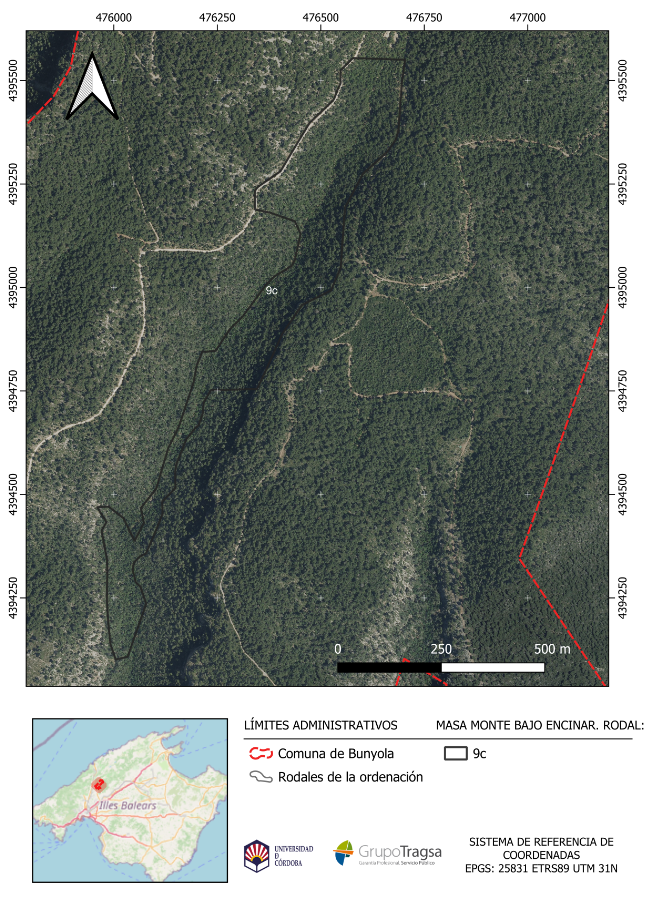 476000 476250 476500 476750 477000
4395500 4395500
4395250 4395250
4395000 4395000
9c
4394750 4394750
4394500 4394500
4394250 4394250
0 250 500 m
LÍMITES ADMINISTRATIVOS
Comuna de Bunyola
Rodales de la ordenación
MASA MONTE BAJO ENCINAR. RODAL:
9c
Illes Balears
UNIVERSIDAD
D
CÓRDOBA
GrupoTragsa
Garantía Profesional, Servicio Público
SISTEMA DE REFERENCIA DE
COORDENADAS
EPGS: 25831 ETRS89 UTM 31N